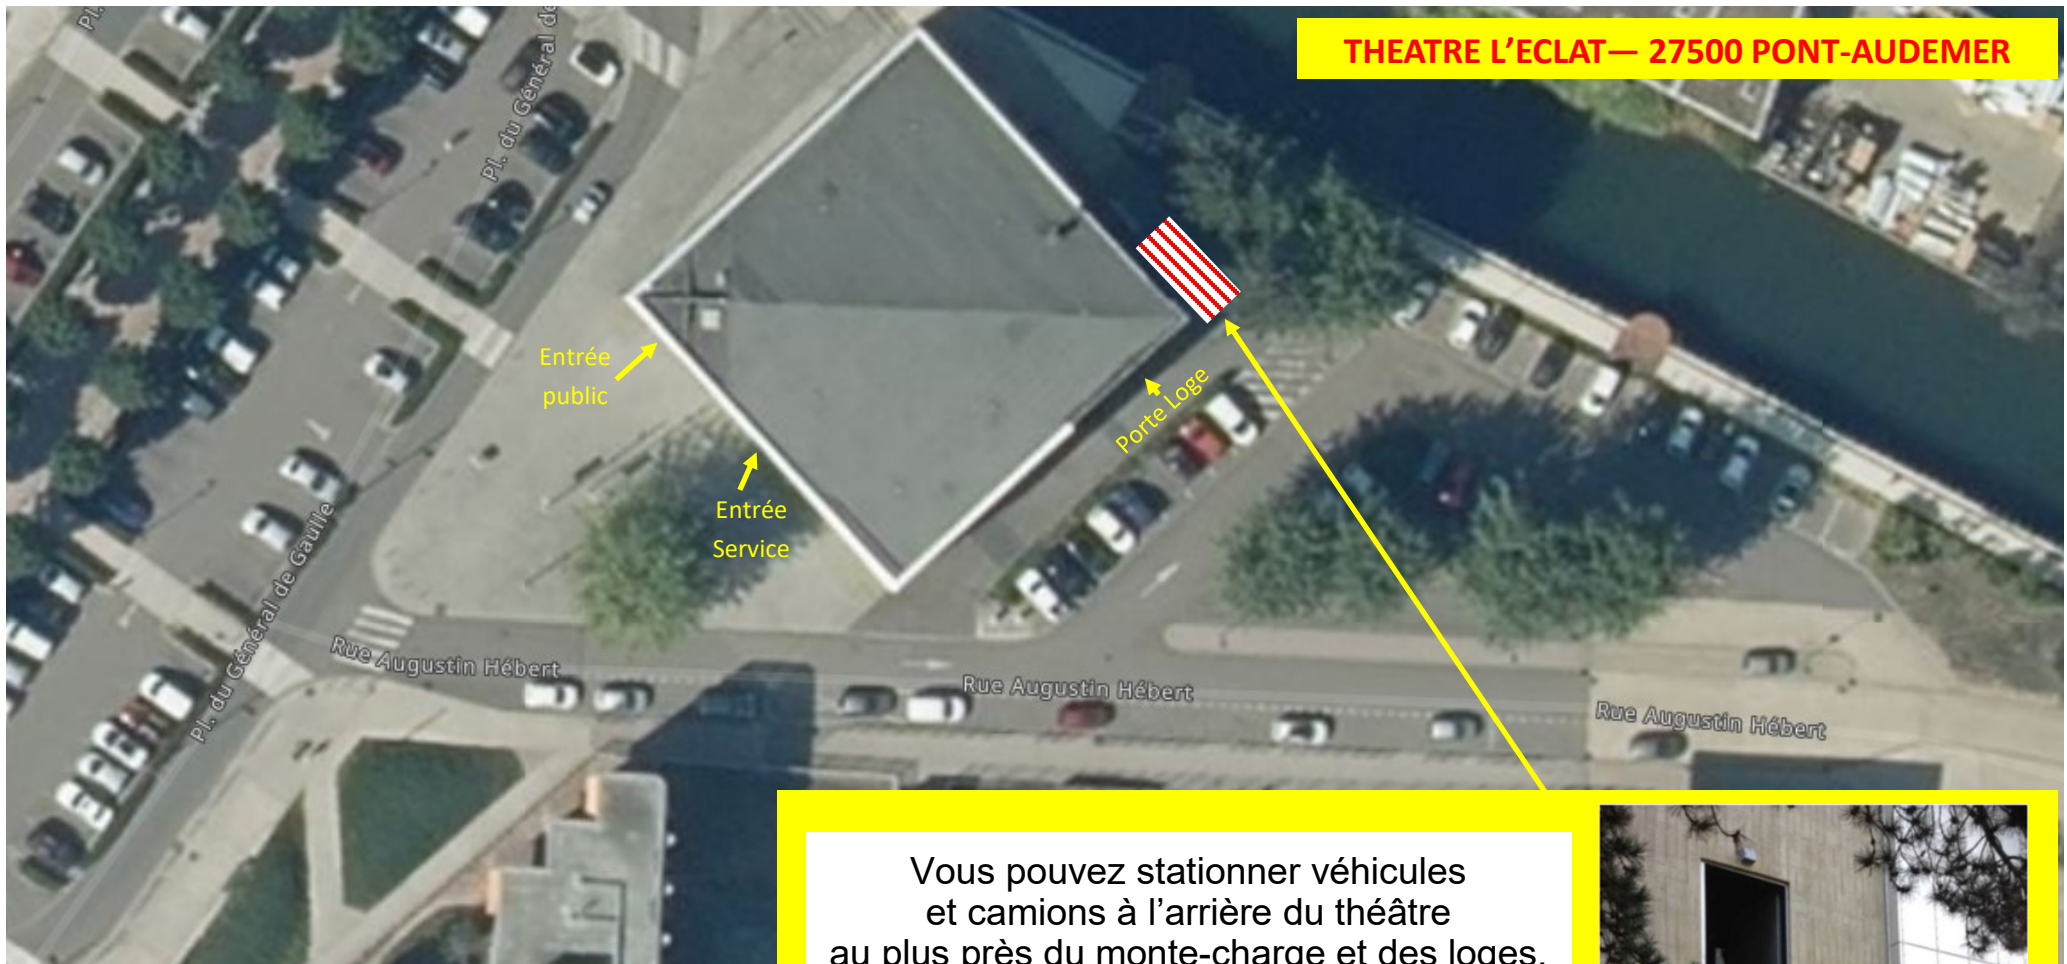 THEATRE L'ECLAT— 27500 PONT-AUDEMER
Pl.
Pl. du Général de
Entrée
public
Porte Loge
Entrée
Service
Pl. du Général de Gaulle
Rue Augustin Hébert
Rue Augustin Hébert
Rue Augustin Hébert
Vous pouvez stationner véhicules
et camions à l’arrière du théâtre
au plus près du monte-charge et des loges.